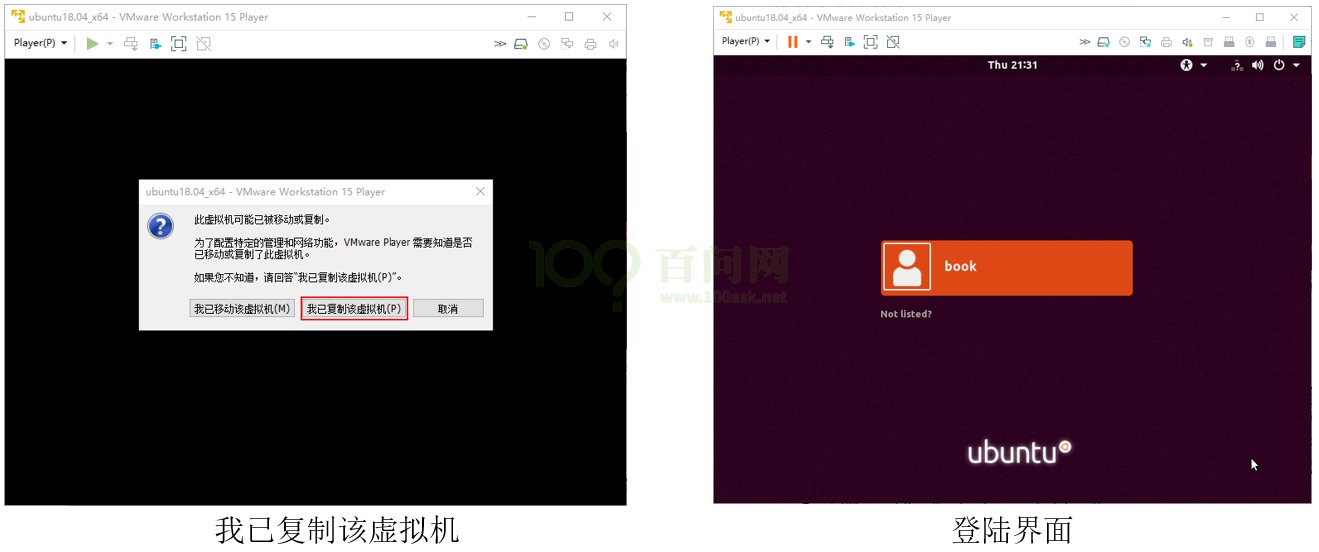 ubuntu18.04_x64 - VMware Workstation 15 Player
Player(P)
ubuntu18.04_x64 - VMware Workstation 15 Player
此虚拟机可能已被移动或复制。
为了配置特定的管理和网络功能，VMware Player 需要知道是否
已移动或复制了此虚拟机。
如果您不知道，请回答"我已复制该虚拟机(P)"。
我已移动该虚拟机(M)
我已复制该虚拟机(P)
取消
我已复制该虚拟机
ubuntu18.04_x64 - VMware Workstation 15 Player
Player(P)
Thu 21:31
book
Not listed?
ubuntu
登陆界面
100
百问网
www.100ask.net